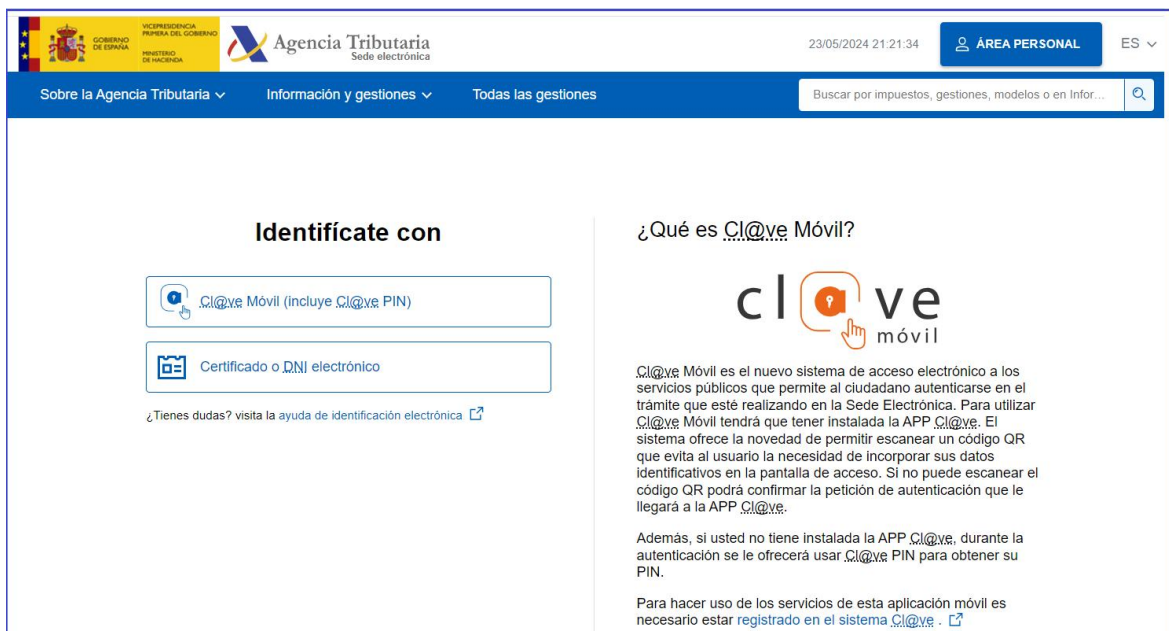 GOBIERNO
DE ESPAÑA
VICEPRESIDENCIA
PRIMERA DEL GOBIERNO
MINISTERIO
DE HACIENDA
Agencia Tributaria
Sede electrónica
23/05/2024 21:21:34
ÁREA PERSONAL
ES
Sobre la Agencia Tributaria
Información y gestiones
Todas las gestiones
Buscar por impuestos, gestiones, modelos o en Infor...
Identifícate con
Cl@ve Móvil (incluye Cl@ve PIN)
Certificado o DNI electrónico
¿Tienes dudas? visita la ayuda de identificación electrónica
¿Qué es Cl@ve Móvil?
cl@ve
móvil
Cl@ve Móvil es el nuevo sistema de acceso electrónico a los
servicios públicos que permite al ciudadano autenticarse en el
trámite que esté realizando en la Sede Electrónica. Para utilizar
Cl@ve Móvil tendrá que tener instalada la APP Cl@ve. El
sistema ofrece la novedad de permitir escanear un código QR
que evita al usuario la necesidad de incorporar sus datos
identificativos en la pantalla de acceso. Si no puede escanear el
código QR podrá confirmar la petición de autenticación que le
llegará a la APP Cl@ve.
Además, si usted no tiene instalada la APP Cl@ve, durante la
autenticación se le ofrecerá usar Cl@ve PIN para obtener su
PIN.
Para hacer uso de los servicios de esta aplicación móvil es
necesario estar registrado en el sistema Cl@ve .